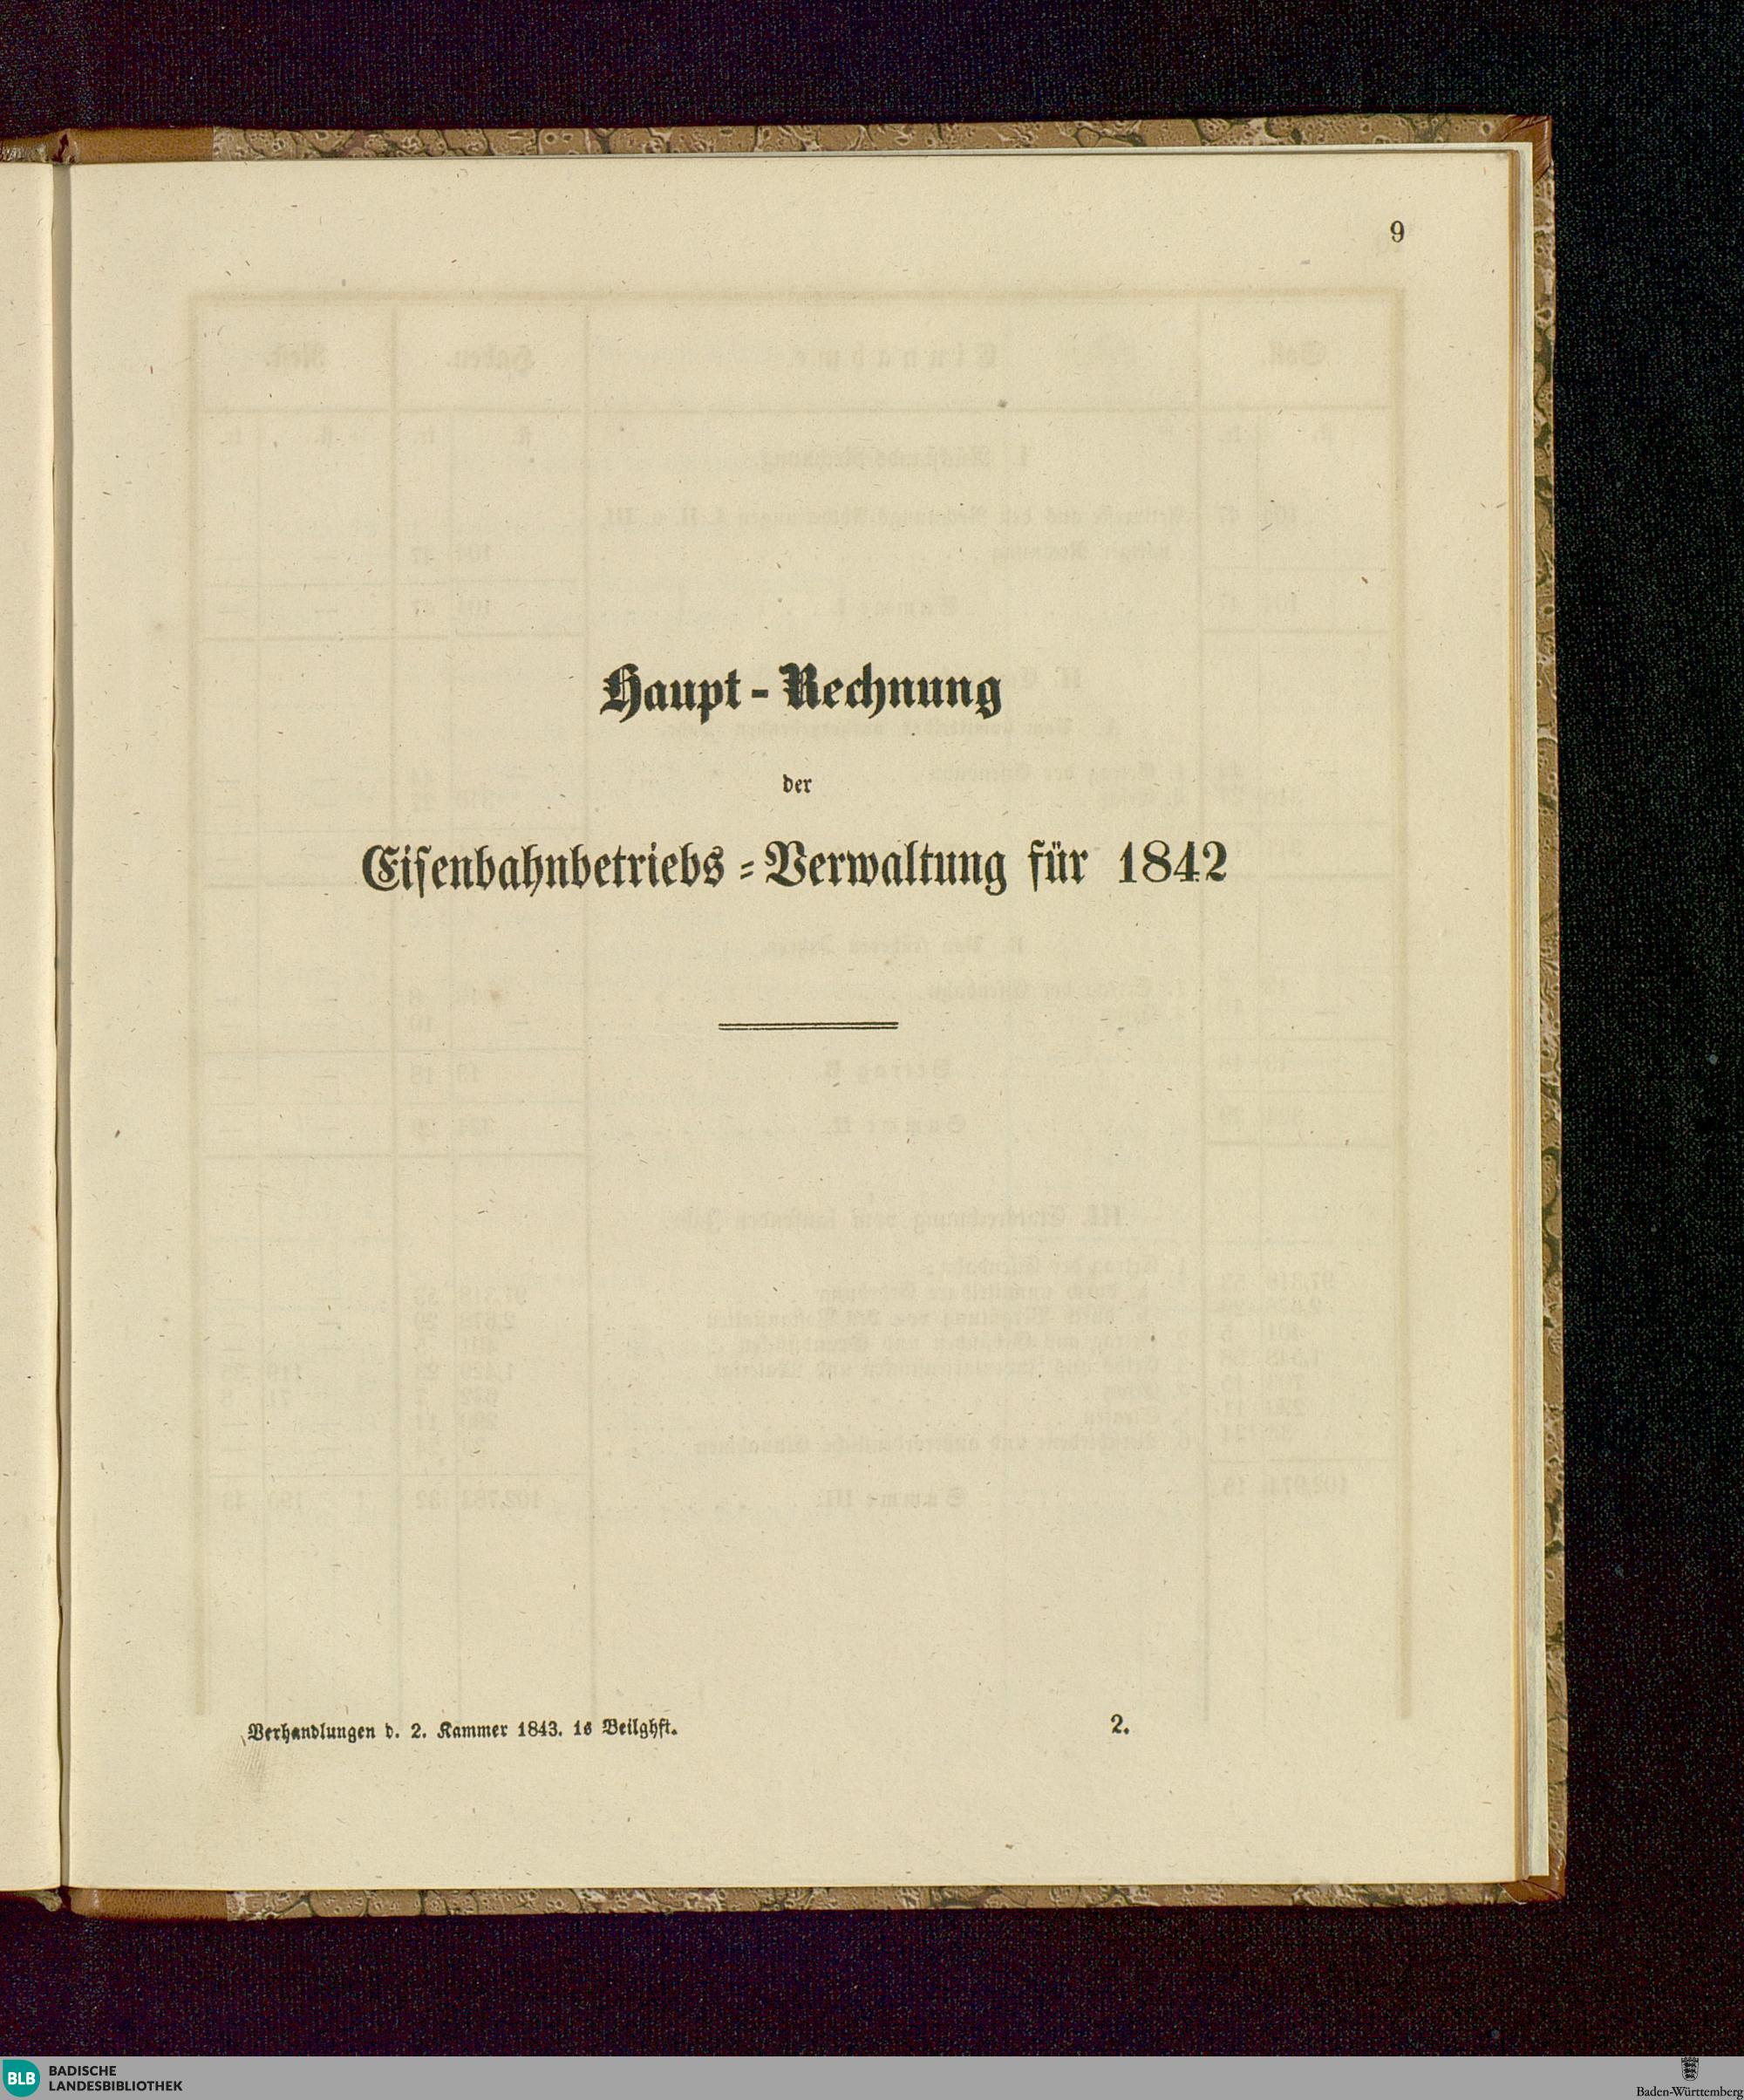 9
Haupt-Rechnung
der
Eisenbahnbetriebs-Verwaltung für 1842
Verhandlungen d. 2. Kammer 1843. 1s Beilghft.
2.
BLB BADISCHE
LANDESBIBLIOTHEK
Baden-Württemberg